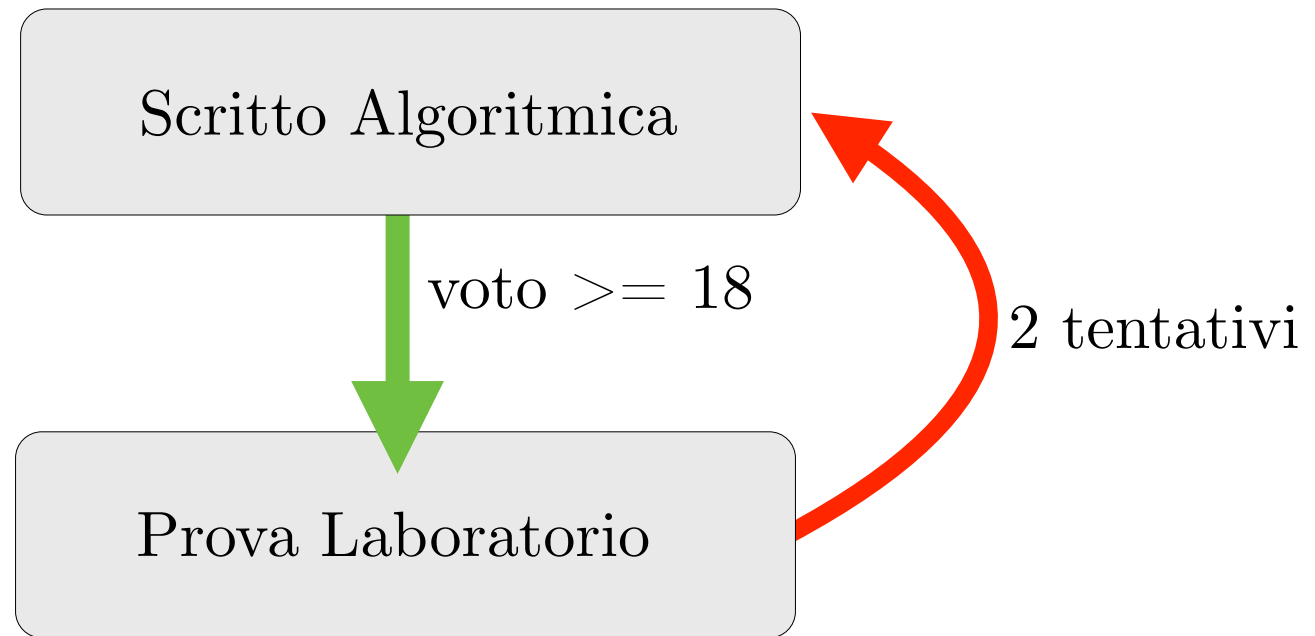 Scritto Algoritmica
voto >= 18
2 tentativi
Prova Laboratorio